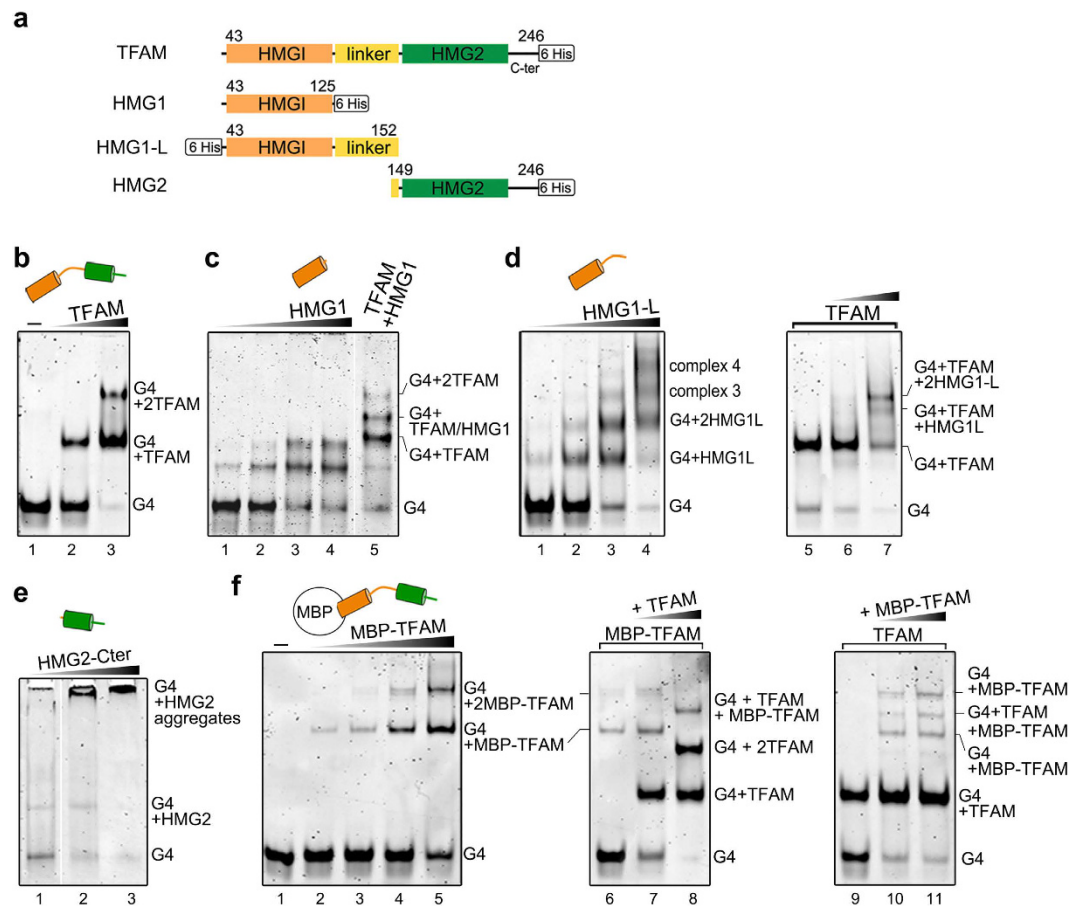 a
43
246
TFAM
HMGI
linker
HMG2
6 His
C-ter
43
125
HMG1
HMGI
6 His
43
152
HMG1-L
6 His
HMGI
linker
149
246
HMG2
HMG2
6 His
b
TFAM
–
G4
+2TFAM
G4
+TFAM
G4
1 2 3
c
HMG1
TFAM
+HMG1
G4+2TFAM
G4+
TFAM/HMG1
G4+TFAM
G4
1 2 3 4 5
d
HMG1-L
complex 4
complex 3
G4+2HMG1L
G4+HMG1L
G4
1 2 3 4
TFAM
G4+TFAM
+2HMG1-L
G4+TFAM
+HMG1L
G4+TFAM
5 6 7
e
HMG2-Cter
G4
+HMG2
aggregates
G4
+HMG2
G4
1 2 3
f
MBP
MBP-TFAM
–
G4
+2MBP-TFAM
G4
+MBP-TFAM
G4
1 2 3 4 5
+ TFAM
MBP-TFAM
G4 + TFAM
+ MBP-TFAM
G4 + 2TFAM
G4+TFAM
G4
6 7 8
+ MBP-TFAM
TFAM
G4
+MBP-TFAM
G4+TFAM
+MBP-TFAM
G4
+MBP-TFAM
G4
+TFAM
G4
9 10 11